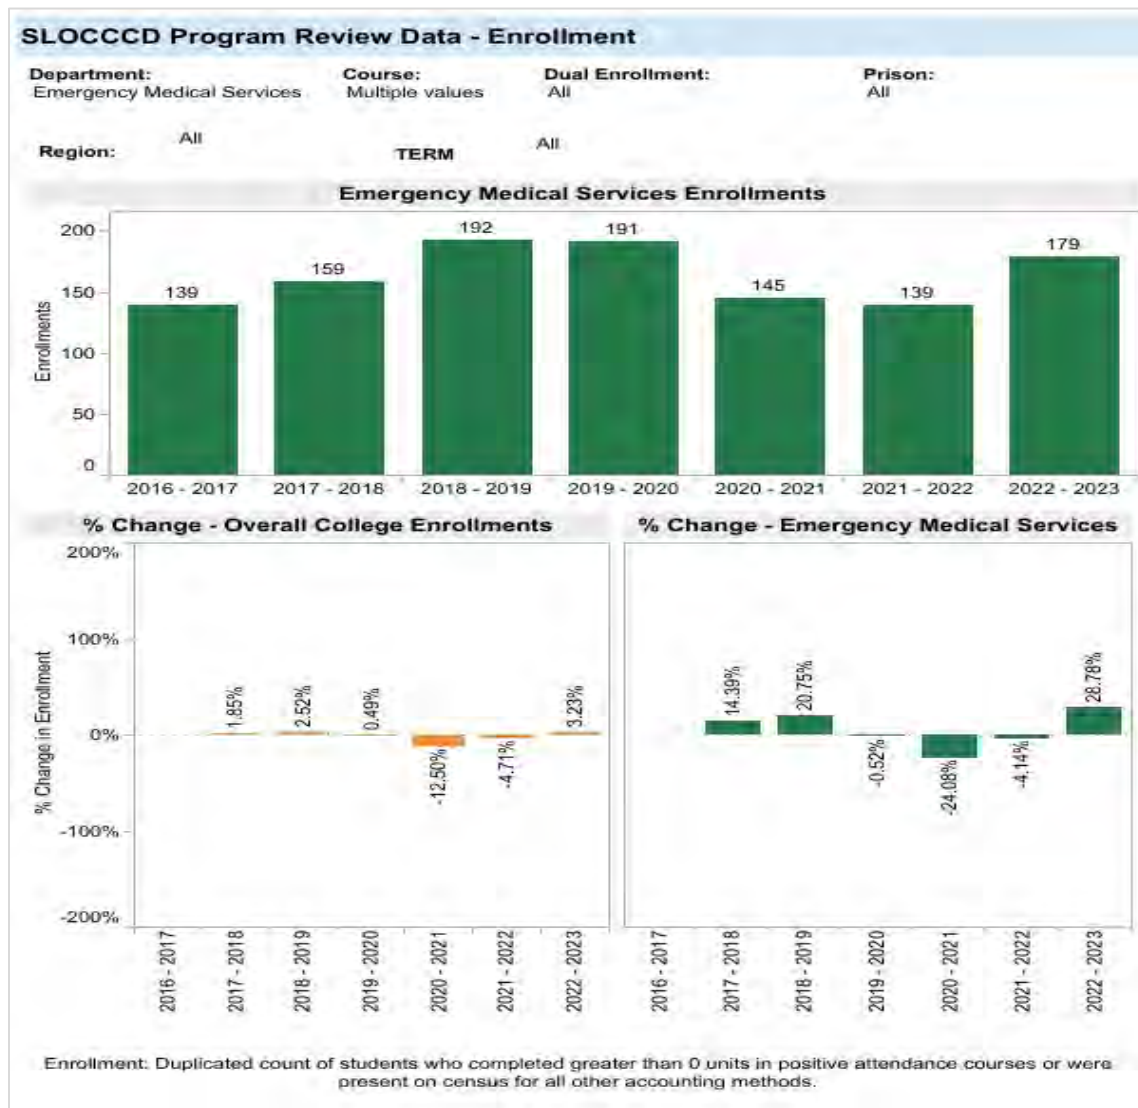 SLOCCCD Program Review Data - Enrollment
Department: Course: Dual Enrollment: Prison:
Emergency Medical Services Multiple values All All
Region: All TERM All
Emergency Medical Services Enrollments
Enrollments
200
150
100
50
0
139
159
192
191
145
139
179
2016 - 2017 2017 - 2018 2018 - 2019 2019 - 2020 2020 - 2021 2021 - 2022 2022 - 2023
% Change - Overall College Enrollments
% Change in Enrollment
200%
100%
0%
-100%
-200%
1.85%
2.52%
0.49%
-12.50%
-4.71%
3.23%
2016 - 2017
2017 - 2018
2018 - 2019
2019 - 2020
2020 - 2021
2021 - 2022
2022 - 2023
% Change - Emergency Medical Services
14.39%
20.75%
-0.52%
-24.08%
-4.14%
28.78%
2016 - 2017
2017 - 2018
2018 - 2019
2019 - 2020
2020 - 2021
2021 - 2022
2022 - 2023
Enrollment: Duplicated count of students who completed greater than 0 units in positive attendance courses or were
present on census for all other accounting methods.